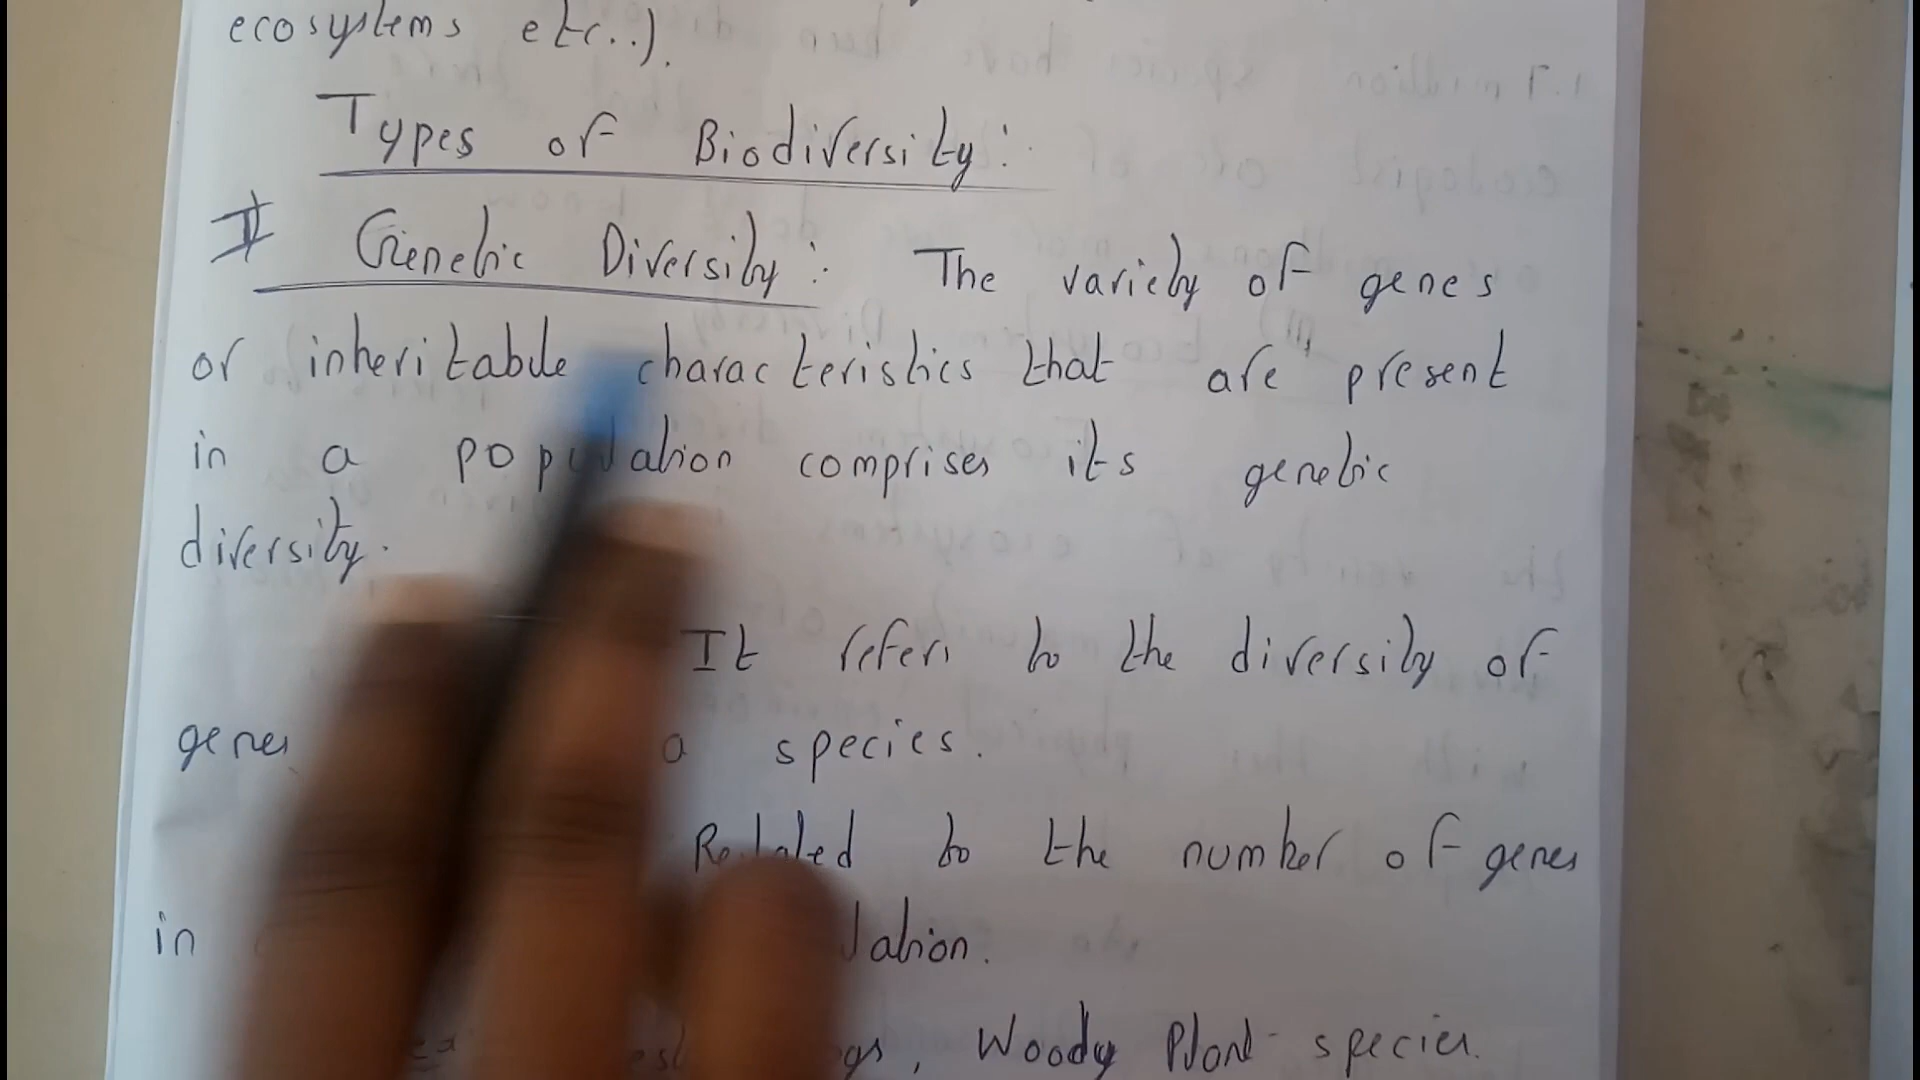 ecosystems etc..).
Types of Biodiversity:
I Genetic Diversity: The variety of genes
or inheritable characteristics that are present
in a population comprises its genetic
diversity.
It refers to the diversity of
genes a species.
Related to the number of genes
in
Woody Plant species.